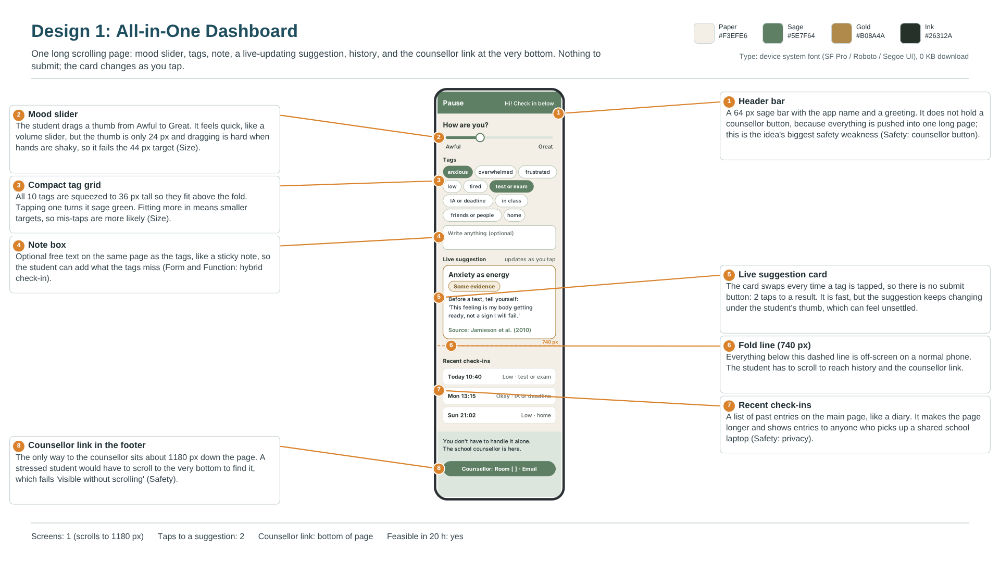 Design 1: All-in-One Dashboard
One long scrolling page: mood slider, tags, note, a live-updating suggestion, history, and the counsellor link at the very bottom. Nothing to
submit; the card changes as you tap.
Paper
#F3EFE6
Sage
#5E7F64
Gold
#B08A4A
Ink
#26312A
Type: device system font (SF Pro / Roboto / Segoe UI), 0 KB download
2 Mood slider
The student drags a thumb from Awful to Great. It feels quick, like a
volume slider, but the thumb is only 24 px and dragging is hard when
hands are shaky, so it fails the 44 px target (Size).
3 Compact tag grid
All 10 tags are squeezed to 36 px tall so they fit above the fold.
Tapping one turns it sage green. Fitting more in means smaller
targets, so mis-taps are more likely (Size).
4 Note box
Optional free text on the same page as the tags, like a sticky note, so
the student can add what the tags miss (Form and Function: hybrid
check-in).
8 Counsellor link in the footer
The only way to the counsellor sits about 1180 px down the page. A
stressed student would have to scroll to the very bottom to find it,
which fails 'visible without scrolling' (Safety).
Pause Hi! Check in below.
1
How are you?
2
Awful Great
Tags
anxious overwhelmed frustrated
3
low tired test or exam
IA or deadline in class
friends or people home
4
Write anything (optional)
Live suggestion updates as you tap
Anxiety as energy
Some evidence
5
Before a test, tell yourself:
'This feeling is my body getting
ready, not a sign I will fail.'
Source: Jamieson et al. (2010)
740 px
6
Recent check-ins
Today 10:40 Low · test or exam
7
Mon 13:15 Okay · IA or deadline
Sun 21:02 Low · home
You don't have to handle it alone.
The school counsellor is here.
8
Counsellor: Room [ ] · Email
1 Header bar
A 64 px sage bar with the app name and a greeting. It does not hold a
counsellor button, because everything is pushed into one long page;
this is the idea's biggest safety weakness (Safety: counsellor button).
5 Live suggestion card
The card swaps every time a tag is tapped, so there is no submit
button: 2 taps to a result. It is fast, but the suggestion keeps changing
under the student's thumb, which can feel unsettled.
6 Fold line (740 px)
Everything below this dashed line is off-screen on a normal phone.
The student has to scroll to reach history and the counsellor link.
7 Recent check-ins
A list of past entries on the main page, like a diary. It makes the page
longer and shows entries to anyone who picks up a shared school
laptop (Safety: privacy).
Screens: 1 (scrolls to 1180 px) Taps to a suggestion: 2 Counsellor link: bottom of page Feasible in 20 h: yes